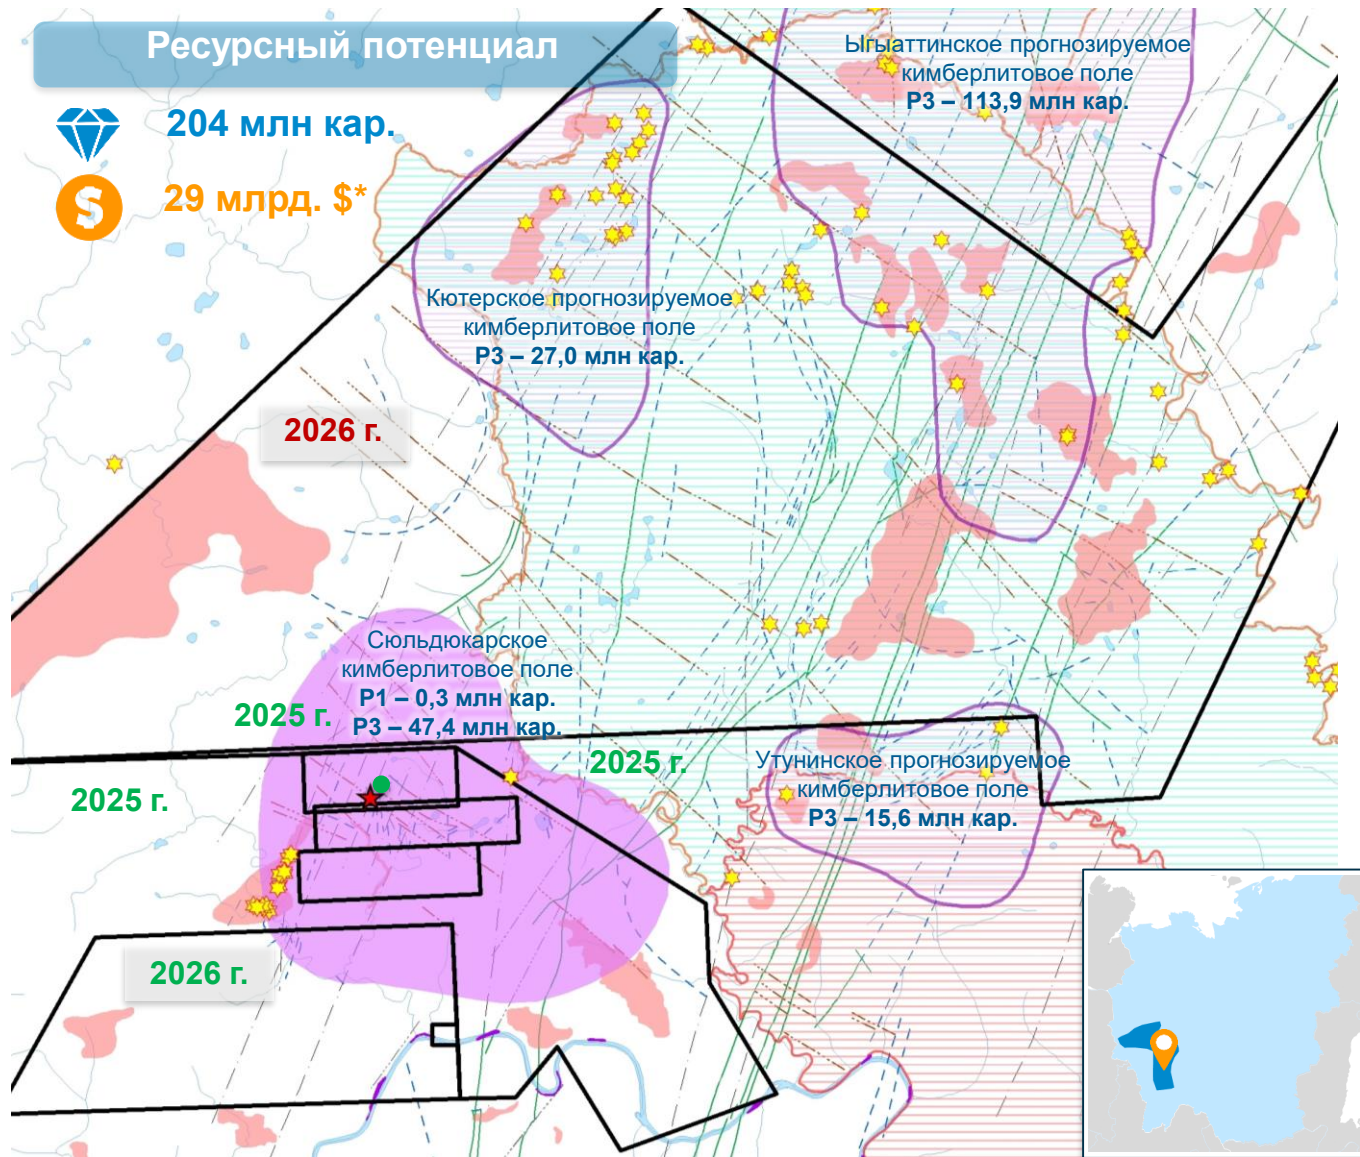 Ресурсный потенциал
204 млн кар.
29 млрд. $*
Ыгыаттинское прогнозируемое
кимберлитовое поле
Р3 – 113,9 млн кар.
Кютерское прогнозируемое
кимберлитовое поле
Р3 – 27,0 млн кар.
2026 г.
Сюльдюкарское
кимберлитовое поле
Р1 – 0,3 млн кар.
Р3 – 47,4 млн кар.
2025 г.
2025 г.
2025 г.
Утунинское прогнозируемое
кимберлитовое поле
Р3 – 15,6 млн кар.
2026 г.